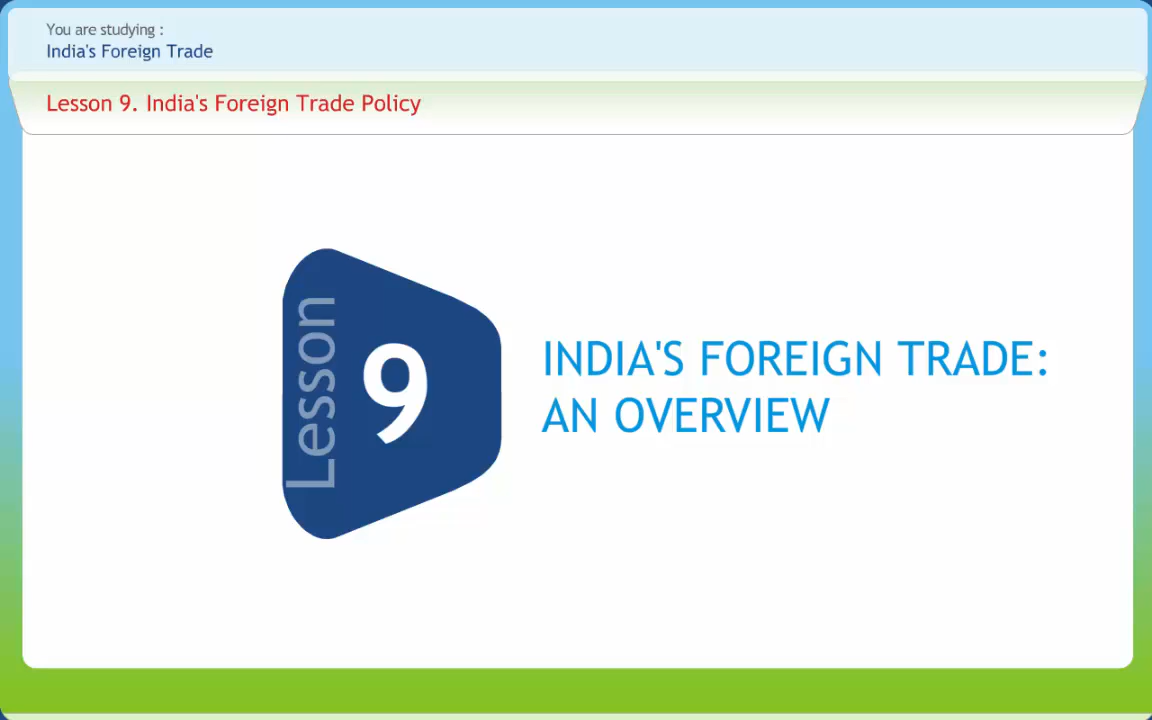 You are studying :
India's Foreign Trade
Lesson 9. India's Foreign Trade Policy
Lesson
9
INDIA'S FOREIGN TRADE:
AN OVERVIEW